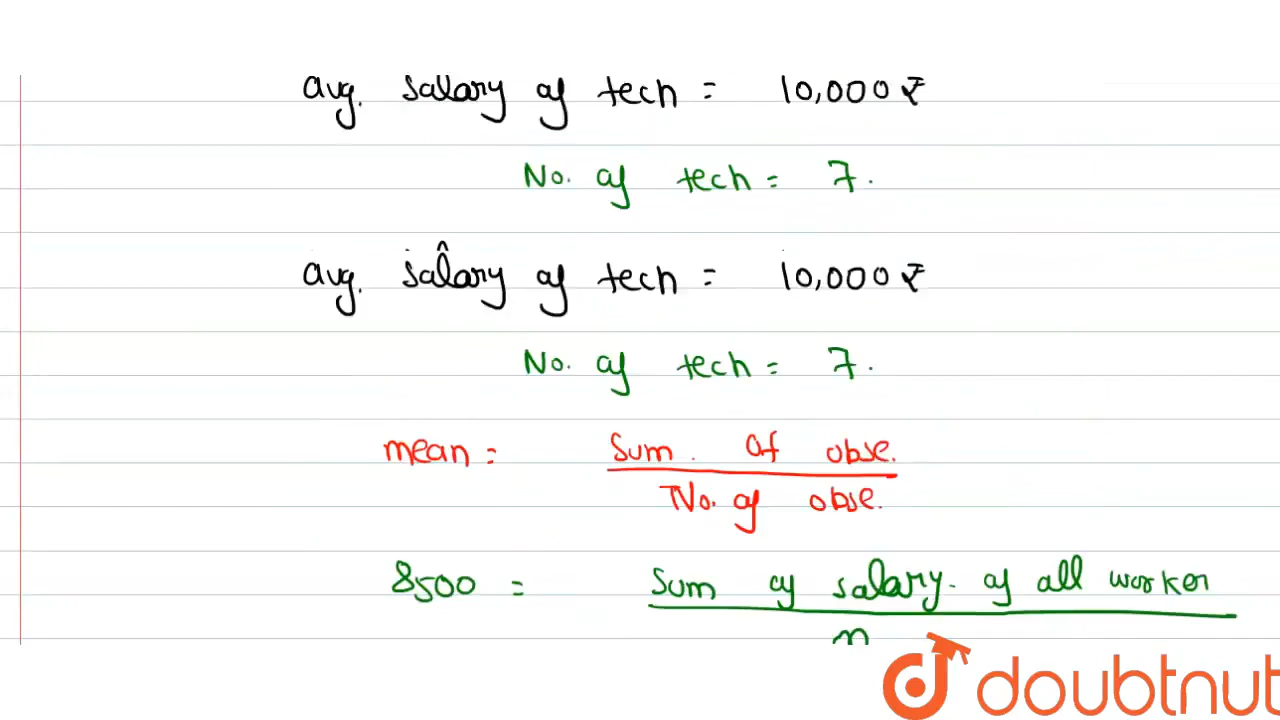 avg. salary of tech = 10,000 ₹
No. of tech = 7.
avg. salary of tech = 10,000 ₹
No. of tech = 7.
mean = Sum. of obse.
No. of obse.
8500 = Sum of salary. of all worker
n
doubtnut